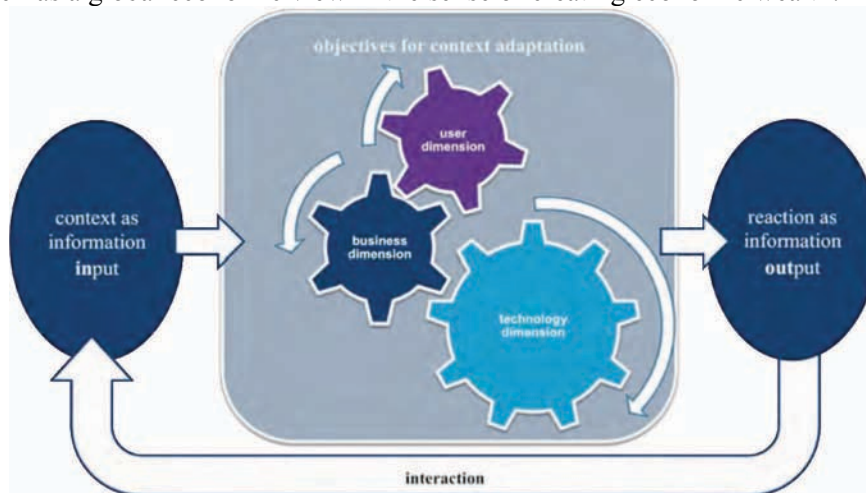 objectives for context adaptation
user
dimension
context as
information
input
business
dimension
reaction as
information
output
technology
dimension
interaction